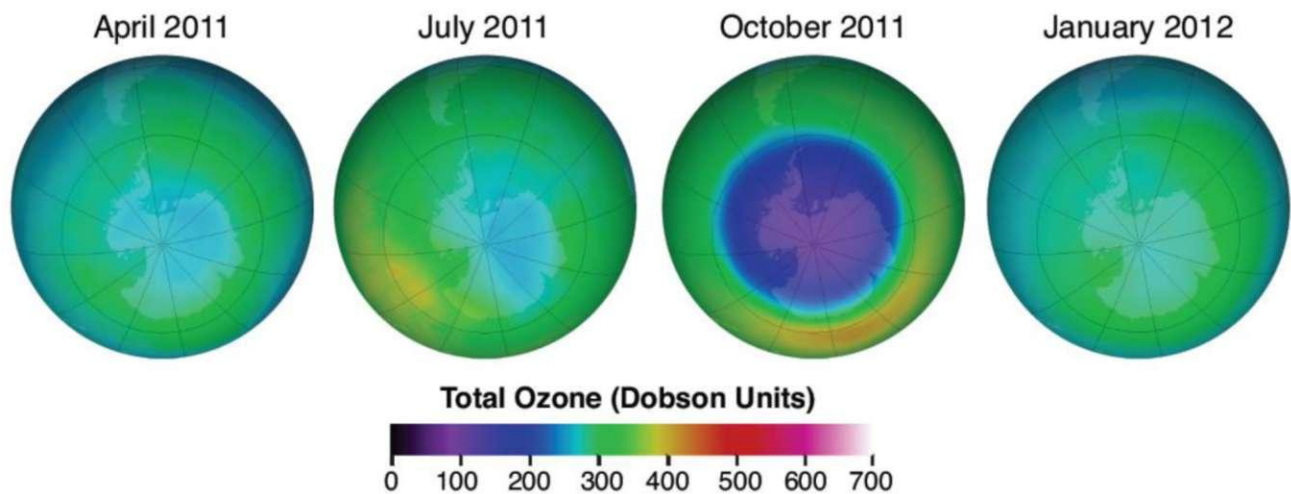 April 2011 July 2011 October 2011 January 2012
Total Ozone (Dobson Units)
0 100 200 300 400 500 600 700